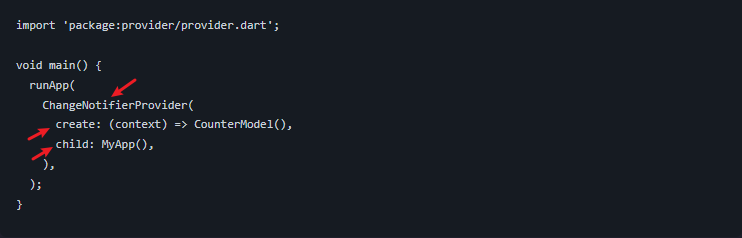 import 'package:provider/provider.dart';
void main() {
runApp(
ChangeNotifierProvider(
create: (context) => CounterModel(),
child: MyApp(),
),
);
}